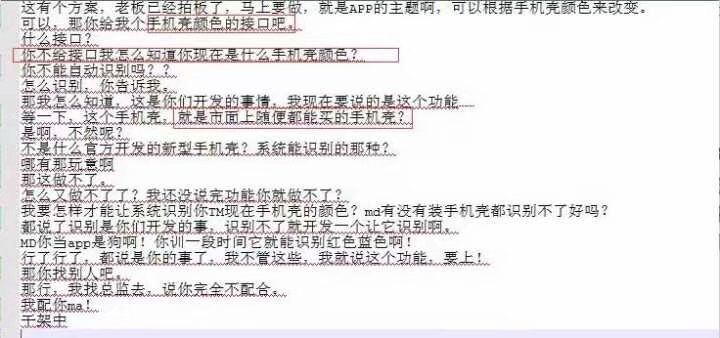 这有个方案，老板已经拍板了，马上要做，就是APP的主题啊，可以根据手机壳颜色来改变。
可以，那你给我个手机壳颜色的接口吧。
什么接口？
你不给接口我怎么知道你现在是什么手机壳颜色？
你不能自动识别吗？？
怎么识别，你告诉我。
那我怎么知道，这是你们开发的事情，我现在要说的是这个功能……
等一下，这个手机壳，就是市面上随便都能买的手机壳？
是啊，不然呢？
不是什么官方开发的新型手机壳？系统能识别的那种？
哪有那玩意啊
那这做不了。
怎么又做不了了？我还没说完功能你就做不了？
我要怎样才能让系统识别你TM现在手机壳的颜色？md有没有装手机壳都识别不了好吗？
都说了识别是你们开发的事，识别不了就开发一个让它识别啊。
MD你当app是狗啊！你训一段时间它就能识别红色蓝色啊！
行了行了，都说是你的事了，我不管这些，我就说这个功能，要上！
那你找别人吧。
那行，我找总监去，说你完全不配合。
我配你ma！
干架中